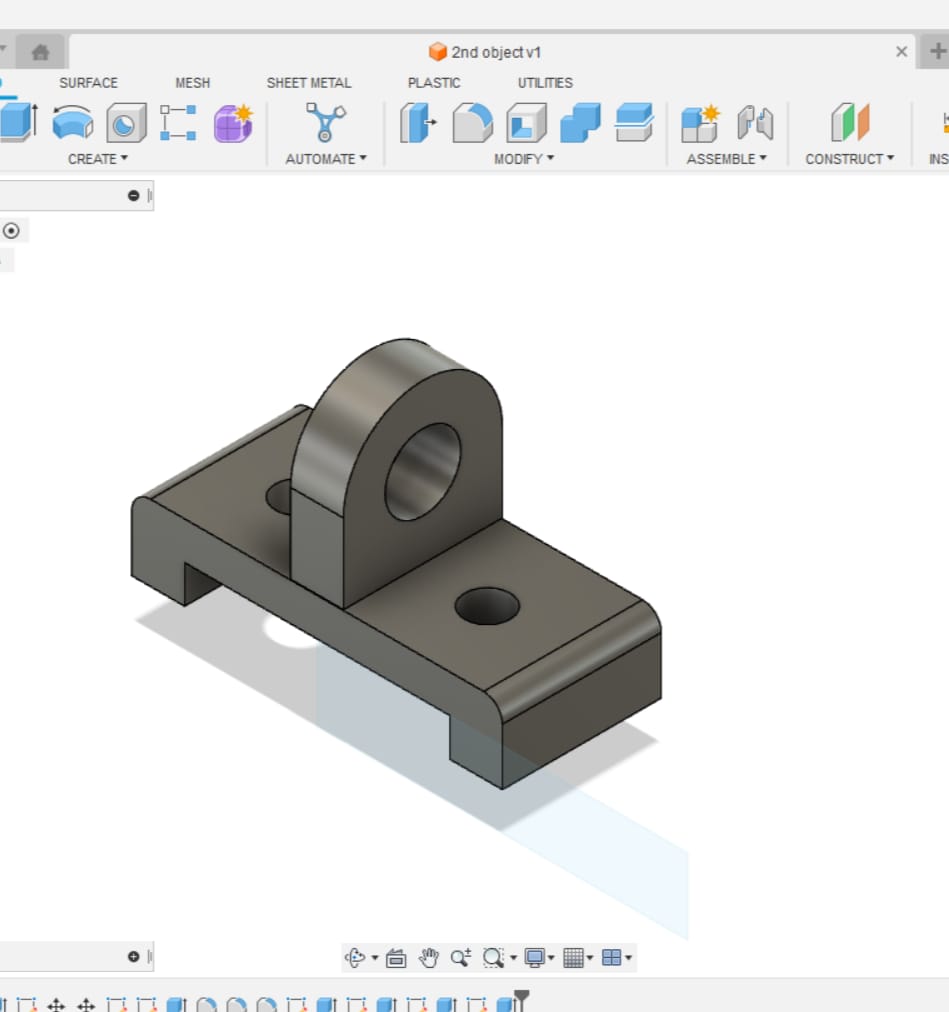 2nd object v1
SURFACE MESH SHEET METAL PLASTIC UTILITIES
CREATE AUTOMATE MODIFY ASSEMBLE CONSTRUCT INS